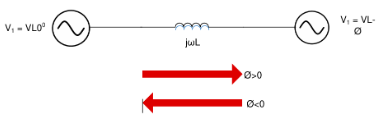 V₁ = VL0⁰
V₁ = VL-
Ø
jωL
Ø>0
Ø<0